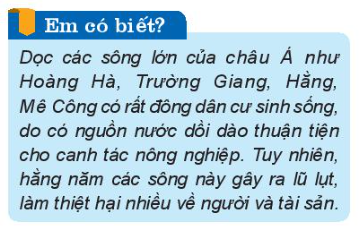 Em có biết?
Dọc các sông lớn của châu Á như
Hoàng Hà, Trường Giang, Hằng,
Mê Công có rất đông dân cư sinh sống,
do có nguồn nước dồi dào thuận tiện
cho canh tác nông nghiệp. Tuy nhiên,
hằng năm các sông này gây ra lũ lụt,
làm thiệt hại nhiều về người và tài sản.